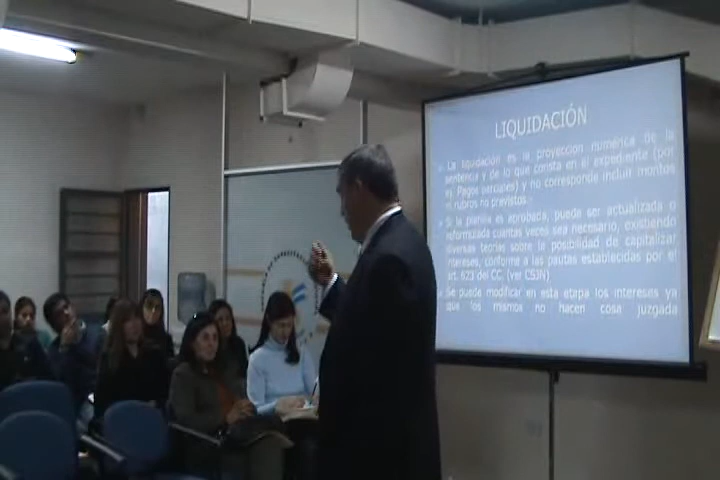 LIQUIDACIÓN
La liquidación es la proyección numérica de la
sentencia y de lo que consta en el expediente (por
ej. Pagos parciales) y no corresponde incluir montos
ni rubros no previstos.
Si la planilla es aprobada, puede ser actualizada o
reformulada cuantas veces sea necesario, existiendo
diversas teorías sobre la posibilidad de capitalizar
intereses, conforme a las pautas establecidas por el
art. 623 del CC. (ver CSJN)
Se puede modificar en esta etapa los intereses ya
que los mismos no hacen cosa juzgada